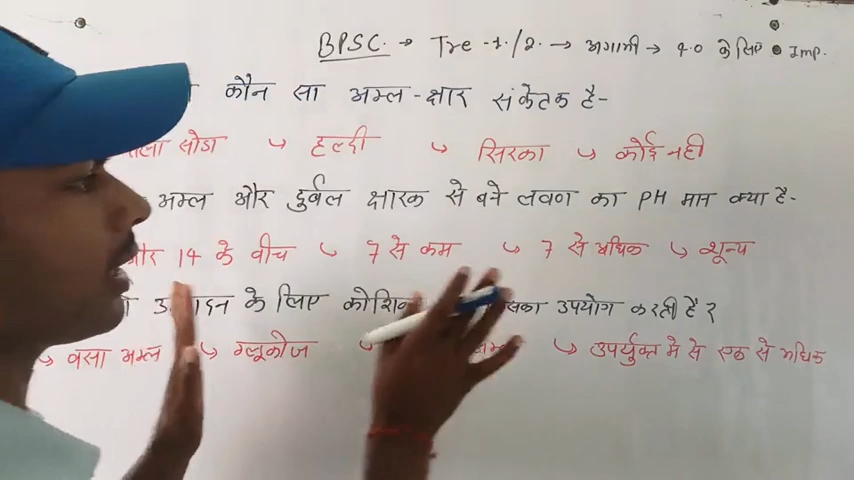 BPSC. → Tre -1./2. → अगामी → 4.0 के लिए • Imp.
कौन सा अम्ल - क्षार संकेतक है-
सोडा ↳ हल्दी ↳ सिरका ↳ कोई नही
अम्ल और दुर्बल क्षारक से बने लवण का PH मान क्या है-
और 14 के बीच ↳ 7 से कम ↳ 7 से अधिक ↳ शून्य
के लिए उपयोग करती है ?
↳ वसा अम्ल ↳ ग्लूकोज ↳ ↳ उपर्युक्त मे से एक से अधिक